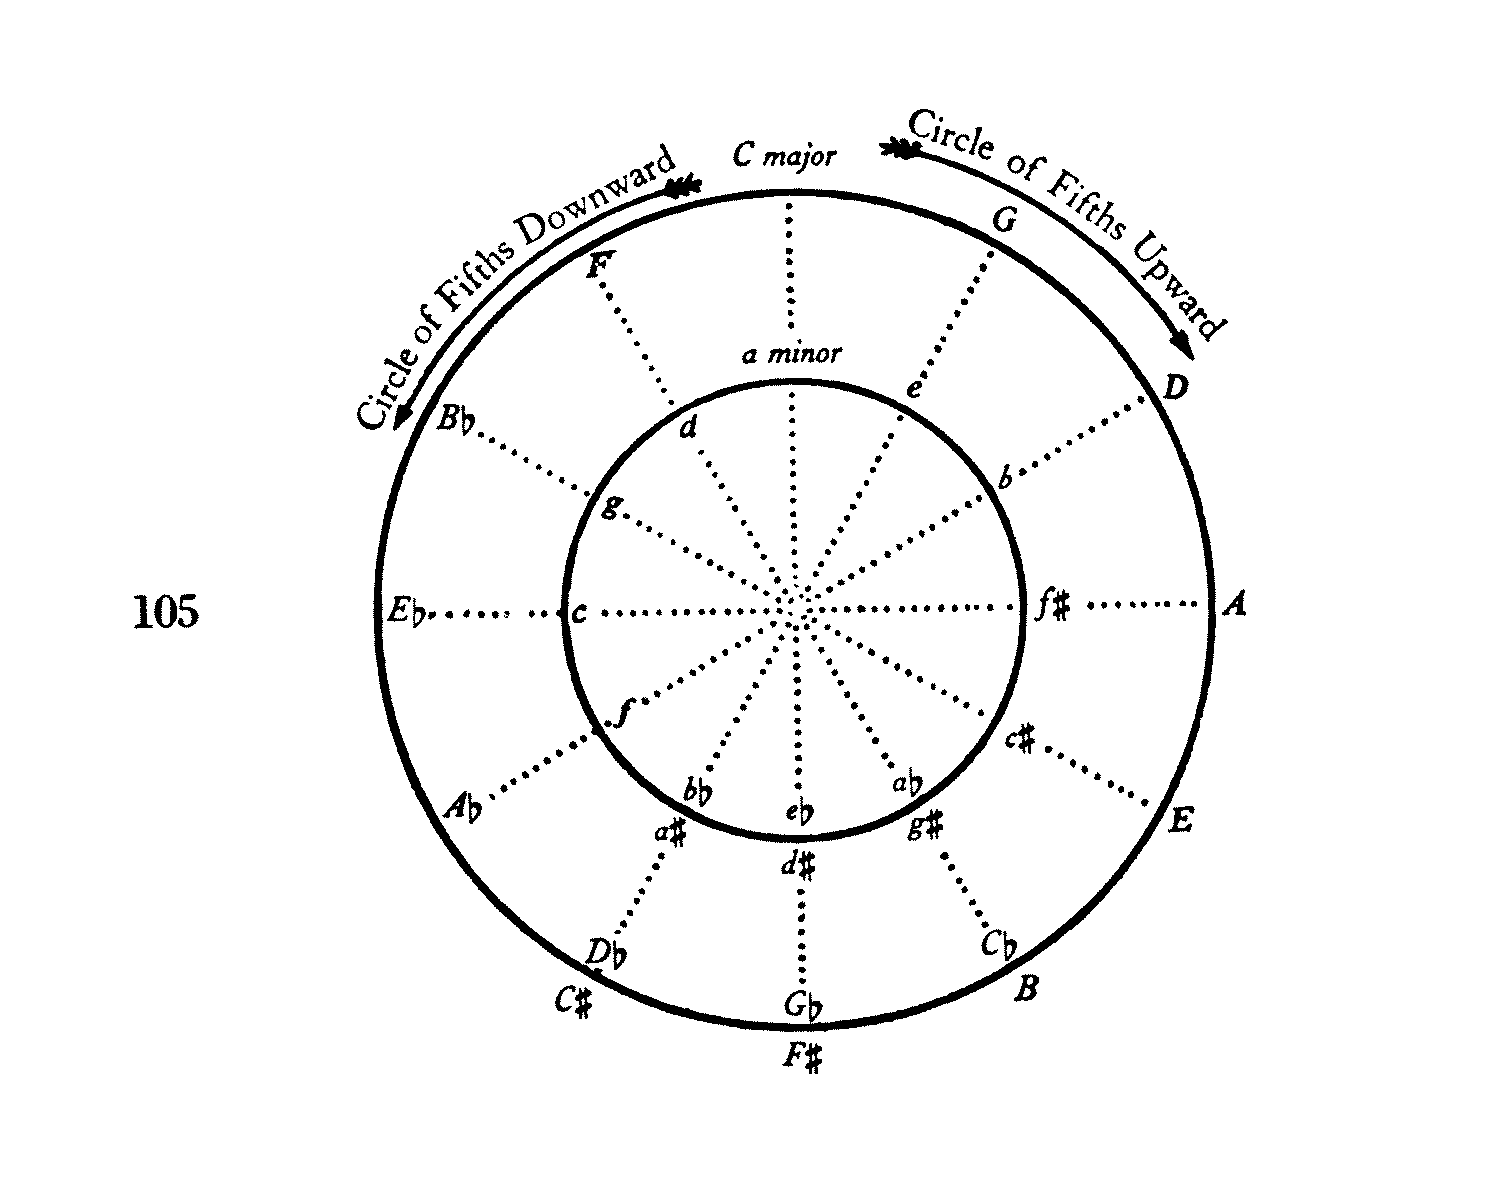 Circle of Fifths Downward
Circle of Fifths Upward
C major
G
F
D
a minor
e
d
B♭
b
g
105
E♭
c
f♯
A
f
c♯
A♭
b♭
a♭
E
a♯
e♭
g♯
d♯
D♭
C♭
C♯
G♭
B
F♯